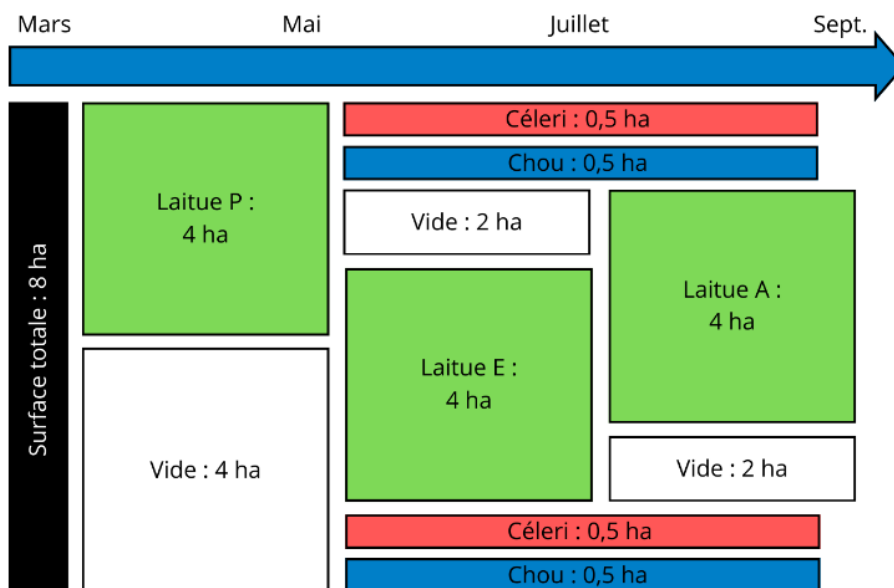 Mars Mai Juillet Sept.
Surface totale : 8 ha
Laitue P :
4 ha
Vide : 4 ha
Céleri : 0,5 ha
Chou : 0,5 ha
Vide : 2 ha
Laitue E :
4 ha
Laitue A :
4 ha
Vide : 2 ha
Céleri : 0,5 ha
Chou : 0,5 ha